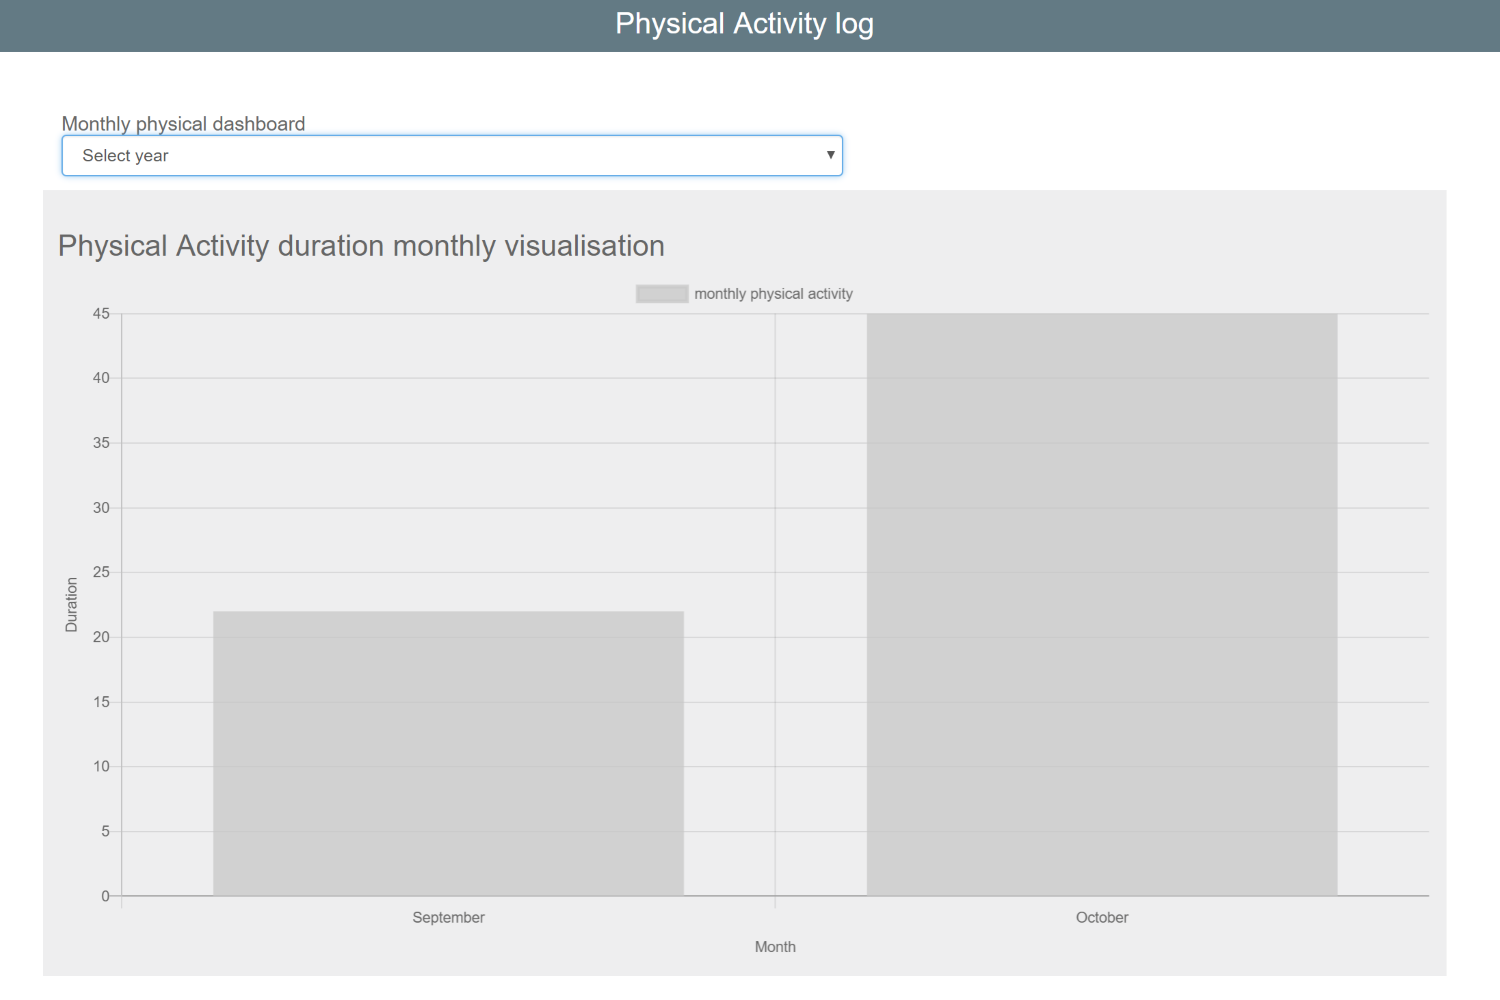 Physical Activity log
Monthly physical dashboard
Select year
Physical Activity duration monthly visualisation
monthly physical activity
45
40
35
30
25
20
15
10
5
0
Duration
September
October
Month